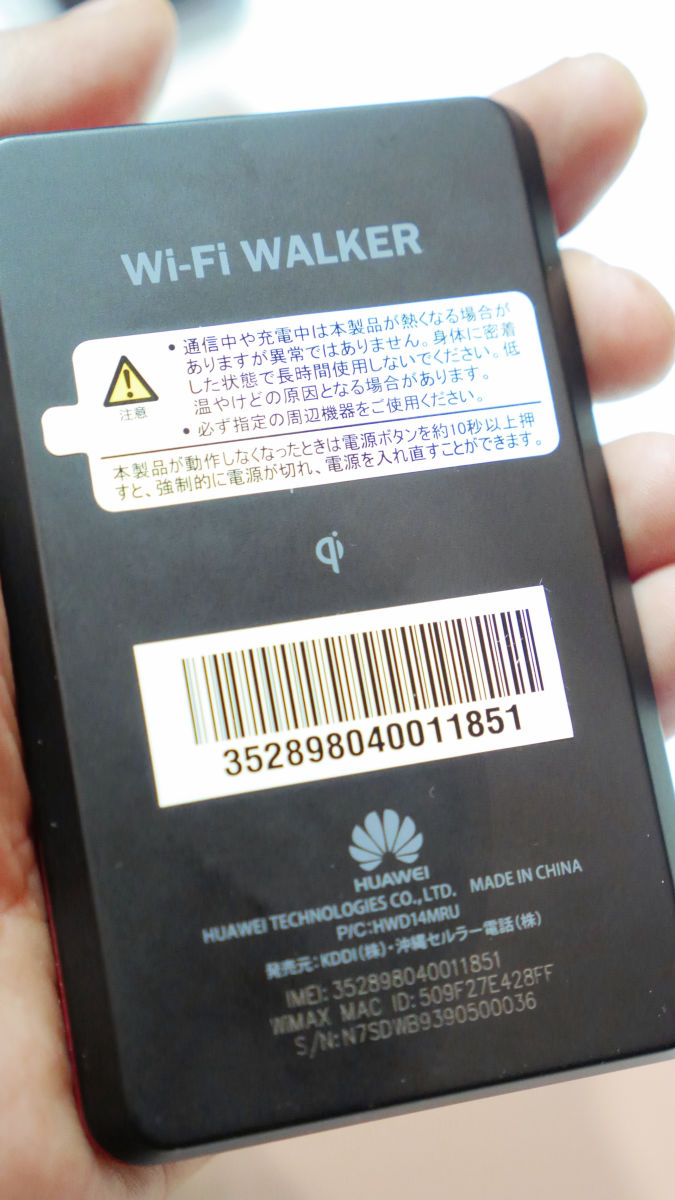 Wi-Fi WALKER
• 通信中や充電中は本製品が熱くなる場合が
ありますが異常ではありません。身体に密着
した状態で長時間使用しないでください。低
温やけどの原因となる場合があります。
• 必ず指定の周辺機器をご使用ください。
注意
本製品が動作しなくなったときは電源ボタンを約10秒以上押
すと、強制的に電源が切れ、電源を入れ直すことができます。
qi
352898040011851
HUAWEI
HUAWEI TECHNOLOGIES CO., LTD. MADE IN CHINA
P/C:HWD14MRU
発売元:KDDI(株)・沖縄セルラー電話(株)
IMEI: 352898040011851
WiMAX MAC ID: 509F27E428FF
S/N:N7SDWB9390500036